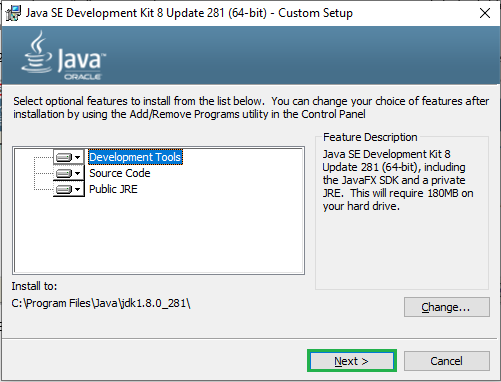 Java SE Development Kit 8 Update 281 (64-bit) - Custom Setup
Java
ORACLE
Select optional features to install from the list below. You can change your choice of features after
installation by using the Add/Remove Programs utility in the Control Panel
Development Tools
Source Code
Public JRE
Feature Description
Java SE Development Kit 8
Update 281 (64-bit), including
the JavaFX SDK and a private
JRE. This will require 180MB on
your hard drive.
Install to:
C:\Program Files\Java\jdk1.8.0_281\
Change...
Next >
Cancel